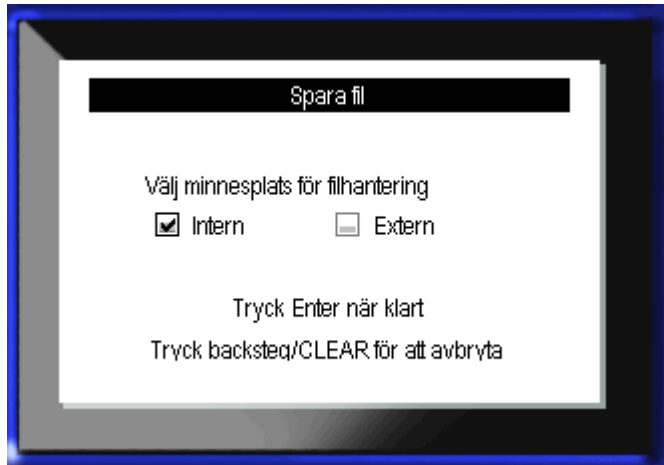 Spara fil
Välj minnesplats för filhantering
Intern Extern
Tryck Enter när klart
Tryck backsteg/CLEAR för att avbryta